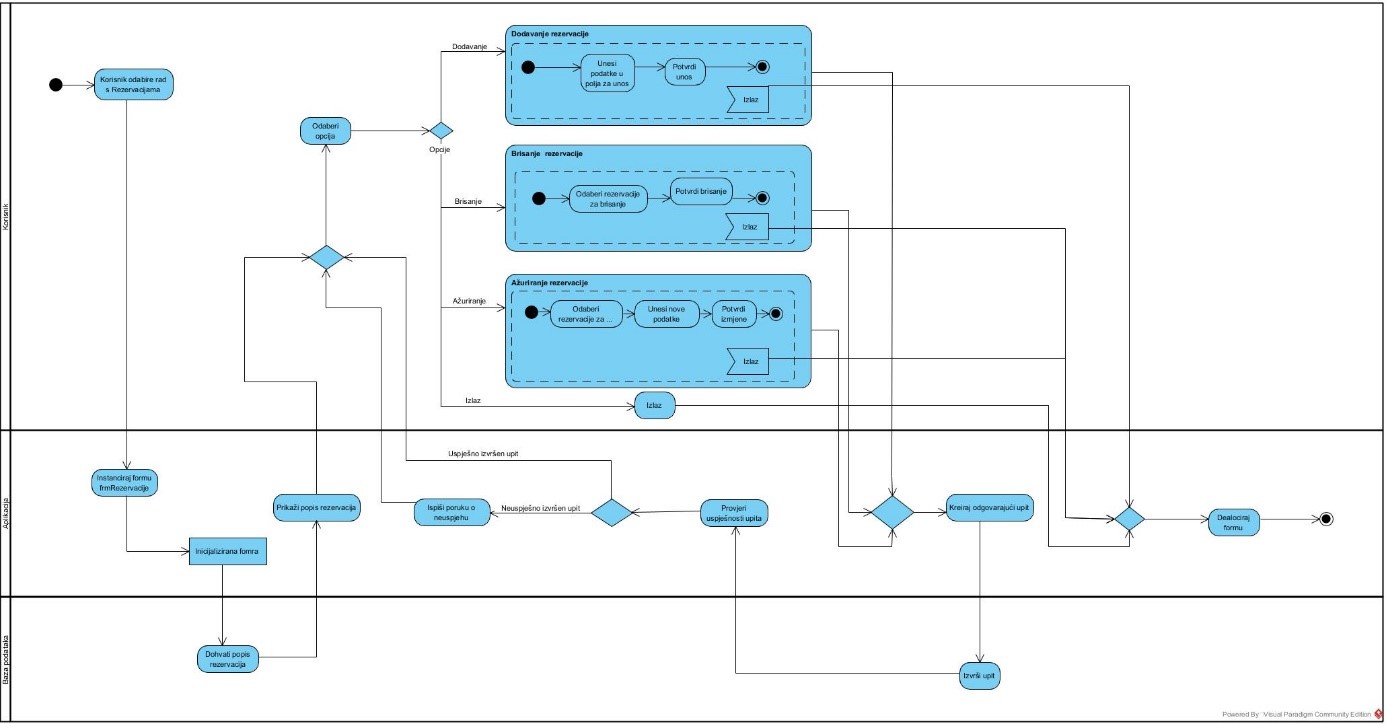 Korisnik
Korisnik odabire rad
s Rezervacijama
Odaberi
opcija
Opcije
Dodavanje
Dodavanje rezervacije
Unesi
podatke u
polja za unos
Potvrdi
unos
Izlaz
Brisanje
Brisanje rezervacije
Odaberi rezervacije
za brisanje
Potvrdi brisanje
Izlaz
Ažuriranje
Ažuriranje rezervacije
Odaberi
rezervacije za ...
Unesi nove
podatke
Potvrdi
izmjene
Izlaz
Izlaz
Izlaz
Aplikacija
Instanciraj formu
frmRezervacije
Inicijalizirana fomra
Prikaži popis rezervacija
Uspješno izvršen upit
Ispiši poruku o
neuspjehu
Neuspješno izvršen upit
Provjeri
uspješnosti upita
Kreiraj odgovarajući upit
Dealociraj
formu
Baza podataka
Dohvati popis
rezervacija
Izvrši upit
Powered By Visual Paradigm Community Edition